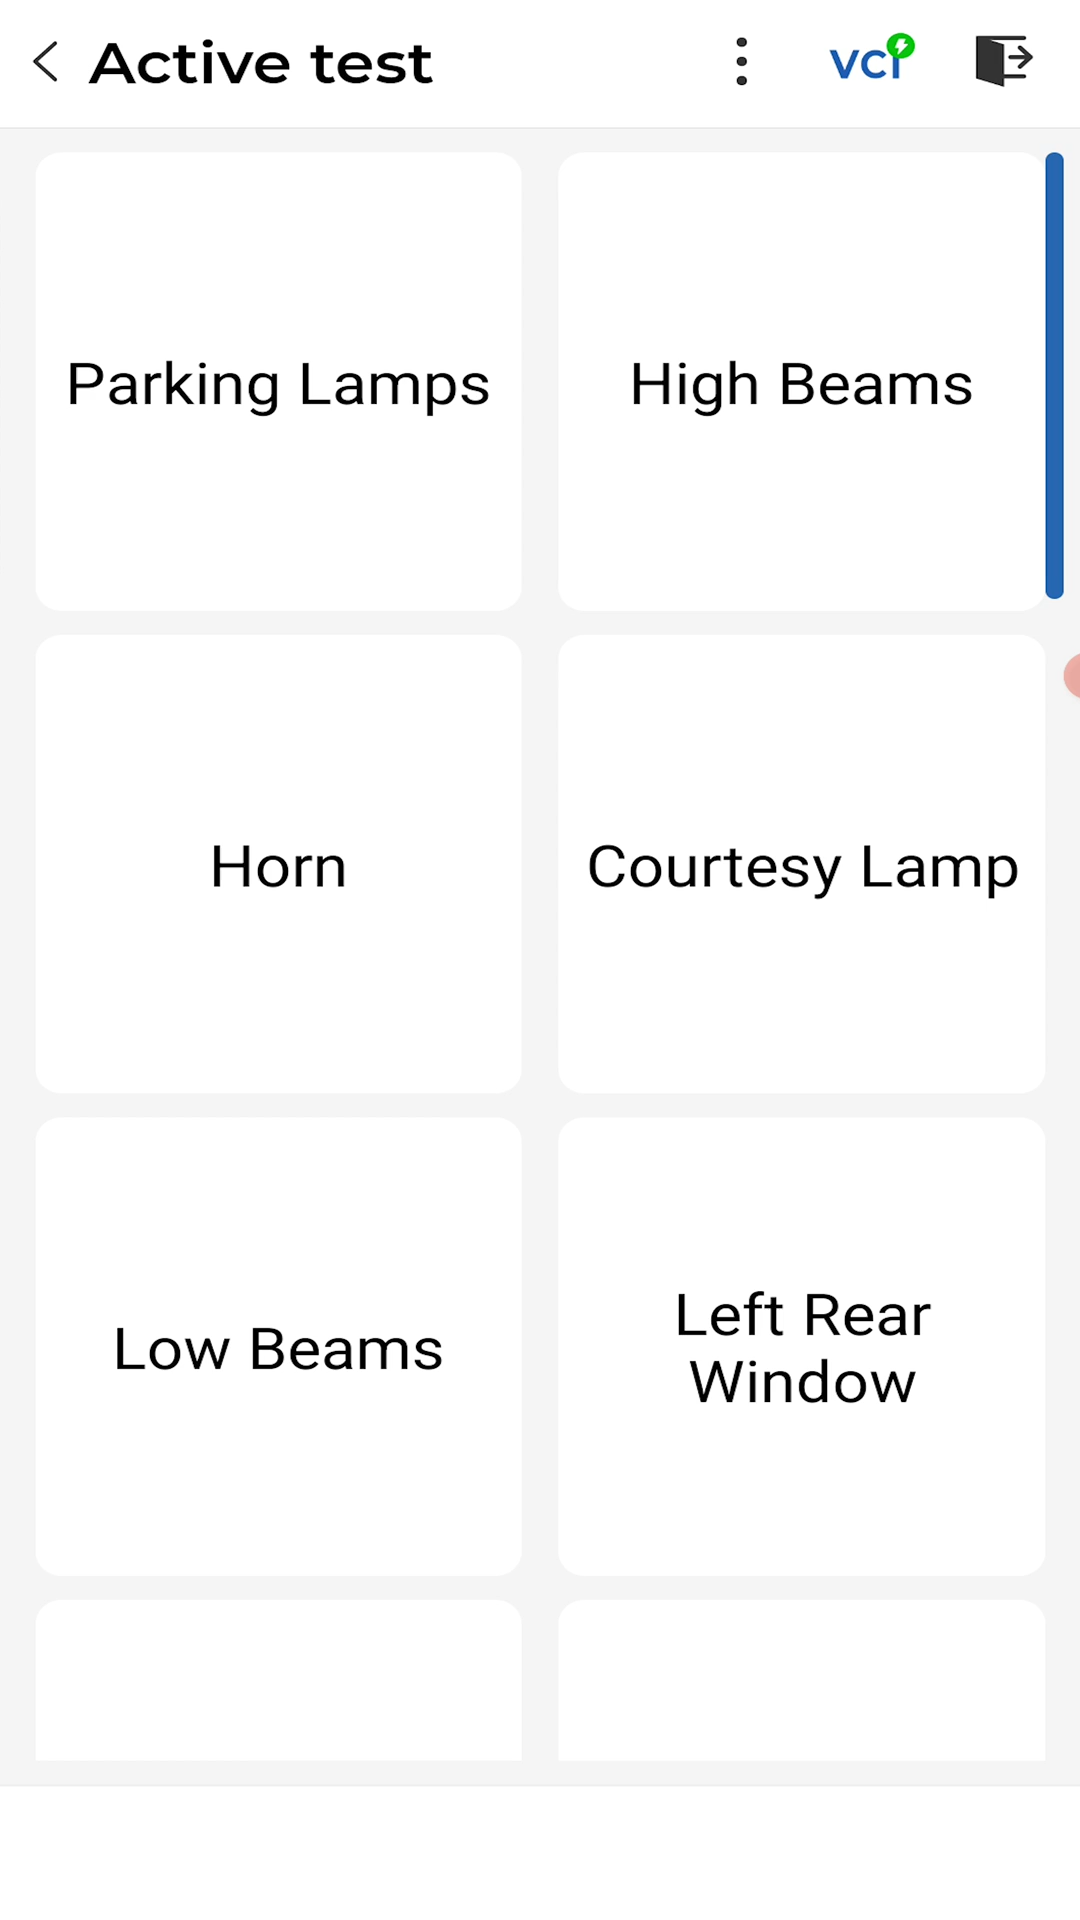 Active test
VCI
Parking Lamps
High Beams
Horn
Courtesy Lamp
Low Beams
Left Rear
Window